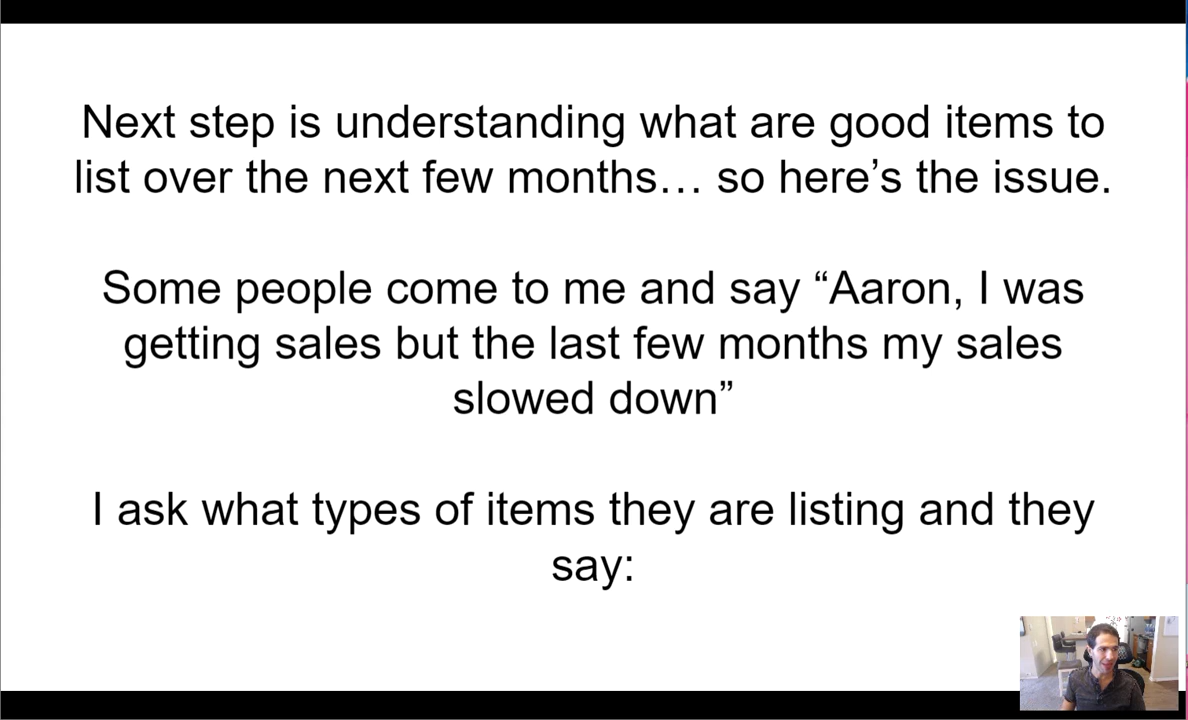 Next step is understanding what are good items to
list over the next few months… so here’s the issue.
Some people come to me and say “Aaron, I was
getting sales but the last few months my sales
slowed down”
I ask what types of items they are listing and they
say: